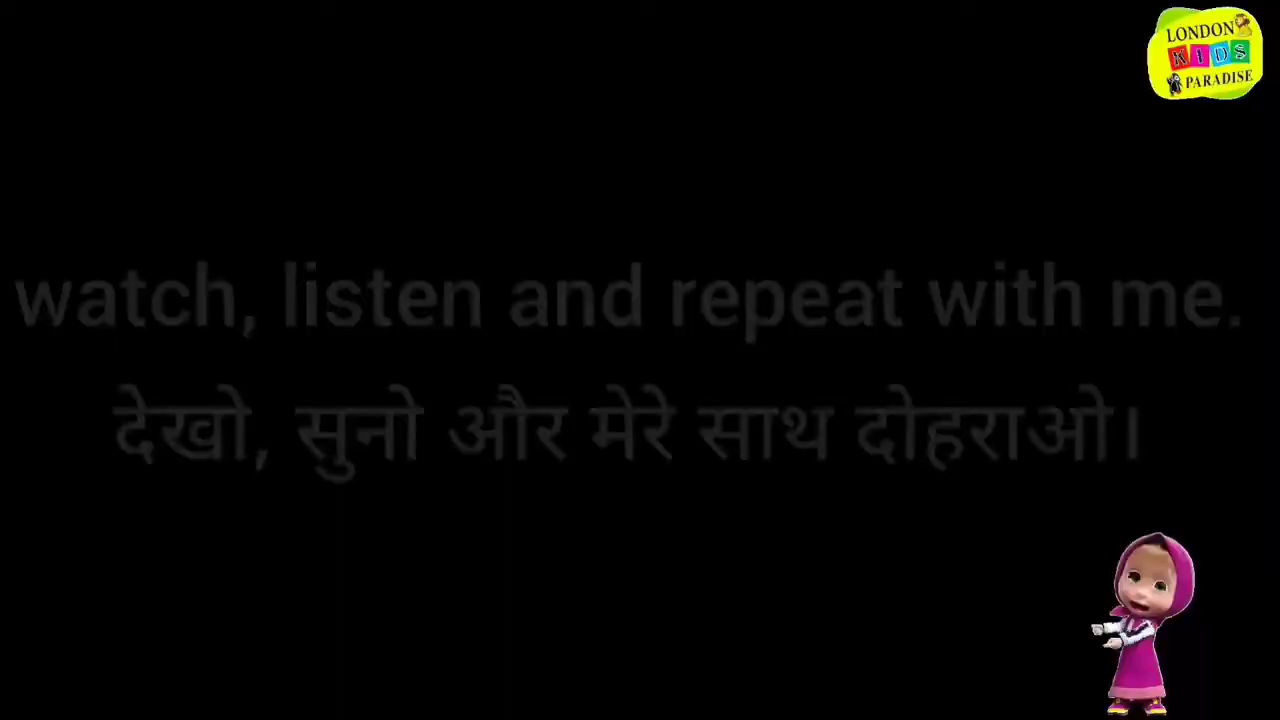 LONDON
KIDS
PARADISE
watch, listen and repeat with me.
देखो, सुनो और मेरे साथ दोहराओ।